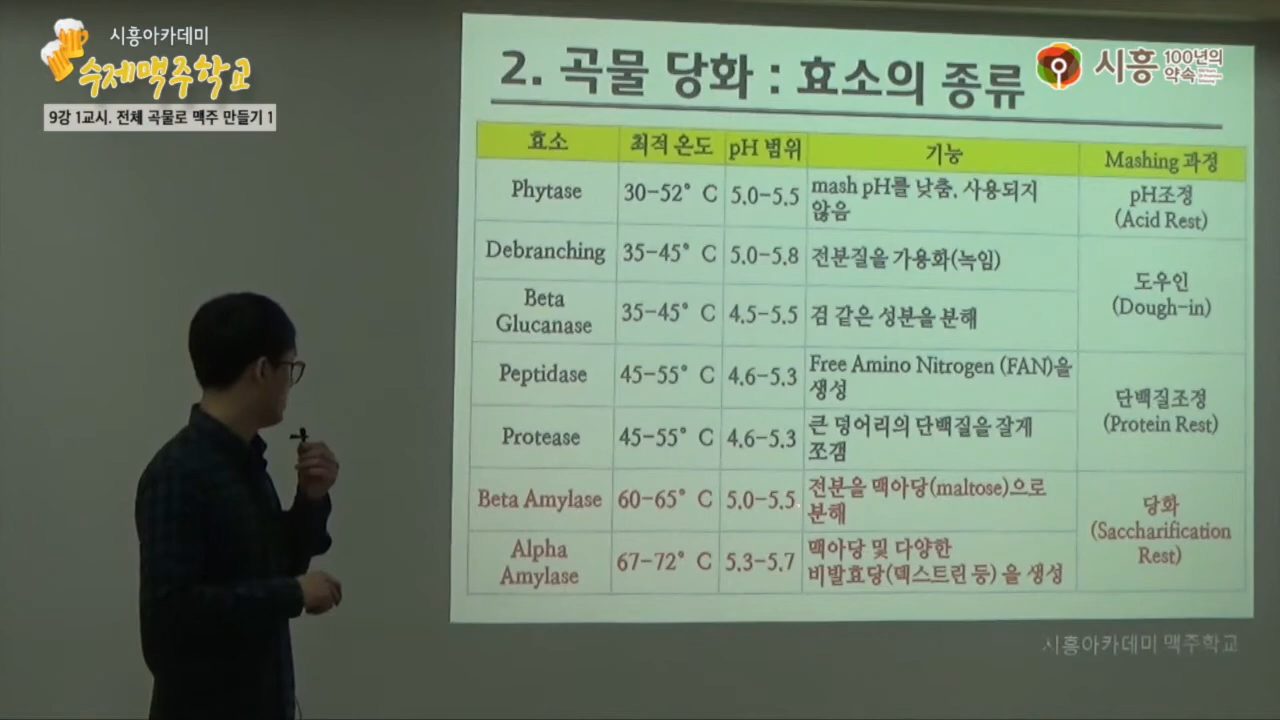 시흥아카데미
수제맥주학교
9강 1교시. 전체 곡물로 맥주 만들기 1
시흥 100년의 약속
2. 곡물 당화 : 효소의 종류
효소 최적 온도 pH 범위 기능 Mashing 과정
Phytase 30-52° C 5.0-5.5 mash pH를 낮춤, 사용되지
않음
pH조정
(Acid Rest)
Debranching 35-45° C 5.0-5.8 전분질을 가용화(녹임)
도우인
(Dough-in)
Beta
Glucanase
35-45° C 4.5-5.5 검 같은 성분을 분해
Peptidase 45-55° C 4.6-5.3 Free Amino Nitrogen (FAN)을
생성
단백질조정
(Protein Rest)
Protease 45-55° C 4.6-5.3 큰 덩어리의 단백질을 잘게
쪼갬
Beta Amylase 60-65° C 5.0-5.5 전분을 맥아당(maltose)으로
분해
당화
(Saccharification
Rest)
Alpha
Amylase
67-72° C 5.3-5.7 맥아당 및 다양한
비발효당(덱스트린 등) 을 생성
시흥아카데미 맥주학교